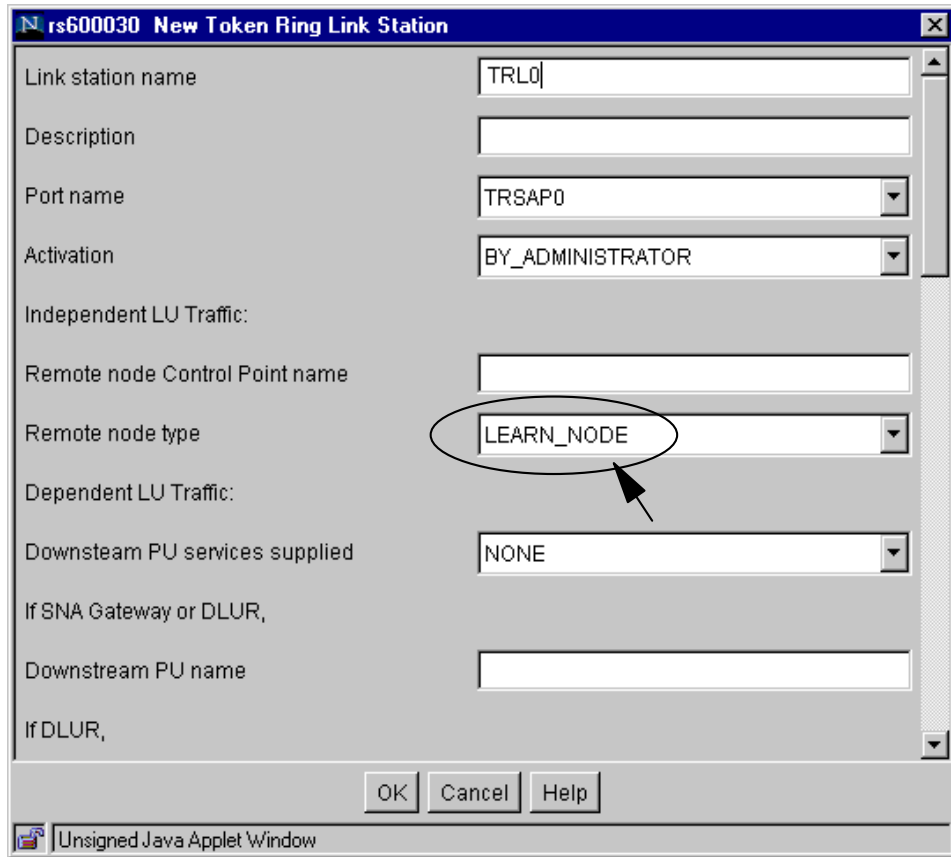 N rs600030 New Token Ring Link Station
Link station name TRL0
Description
Port name TRSAP0
Activation BY_ADMINISTRATOR
Independent LU Traffic:
Remote node Control Point name
Remote node type LEARN_NODE
Dependent LU Traffic:
Downsteam PU services supplied NONE
If SNA Gateway or DLUR,
Downstream PU name
If DLUR,
OK Cancel Help
Unsigned Java Applet Window